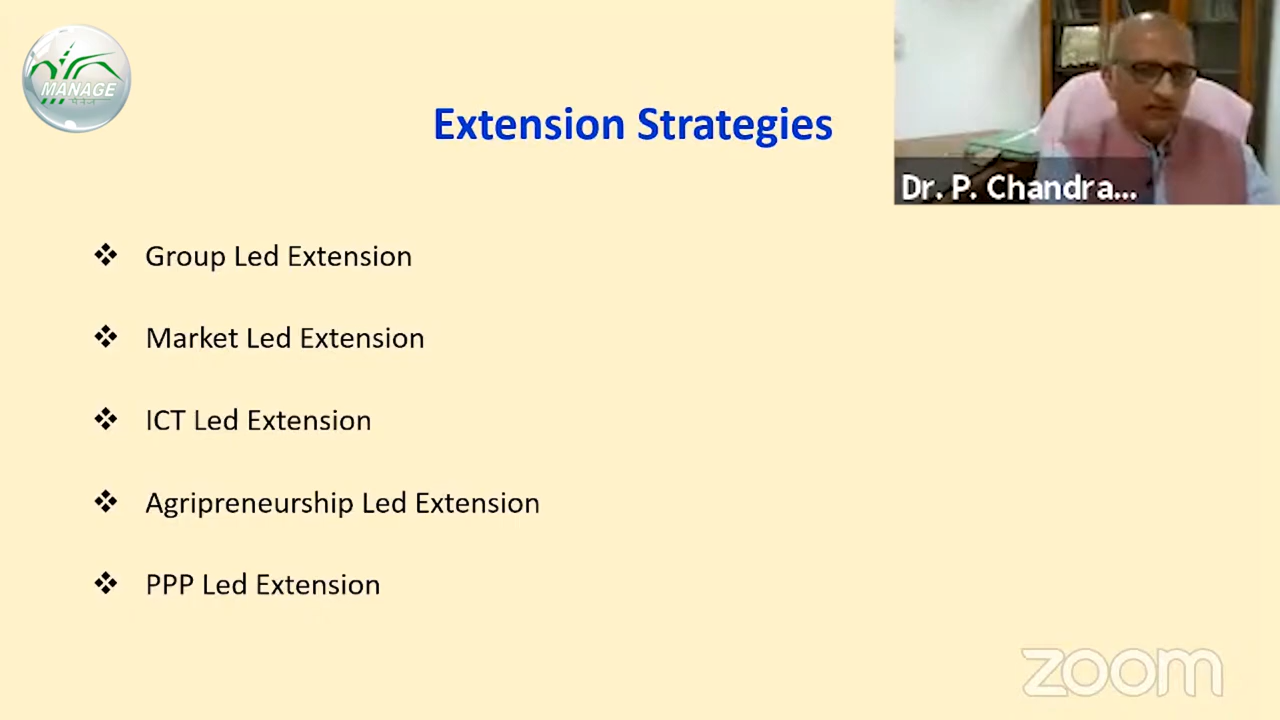 MANAGE
मैनेज
Extension Strategies
Dr. P. Chandra...
❖ Group Led Extension
❖ Market Led Extension
❖ ICT Led Extension
❖ Agripreneurship Led Extension
❖ PPP Led Extension
zoom